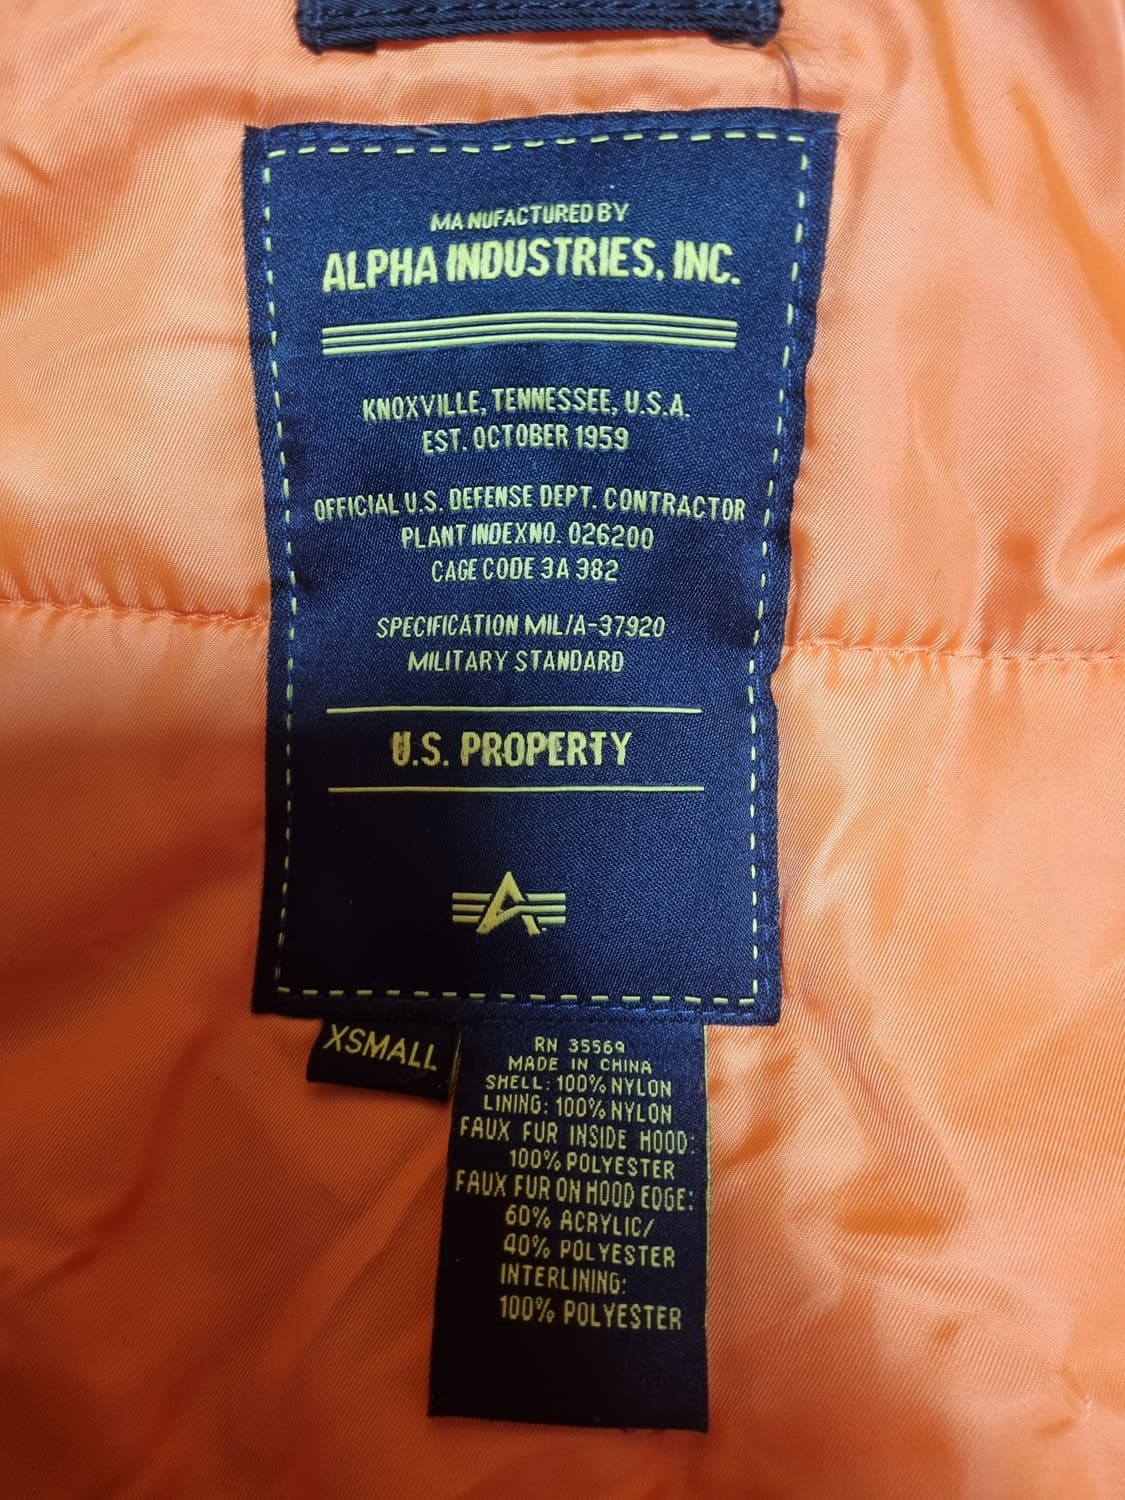 MANUFACTURED BY
ALPHA INDUSTRIES, INC.
KNOXVILLE, TENNESSEE, U.S.A.
EST. OCTOBER 1959
OFFICIAL U.S. DEFENSE DEPT. CONTRACTOR
PLANT INDEXNO. 026200
CAGE CODE 3A 382
SPECIFICATION MIL/A-37920
MILITARY STANDARD
U.S. PROPERTY
A
XSMALL
RN 35569
MADE IN CHINA
SHELL: 100% NYLON
LINING: 100% NYLON
FAUX FUR INSIDE HOOD:
100% POLYESTER
FAUX FUR ON HOOD EDGE:
60% ACRYLIC/
40% POLYESTER
INTERLINING:
100% POLYESTER